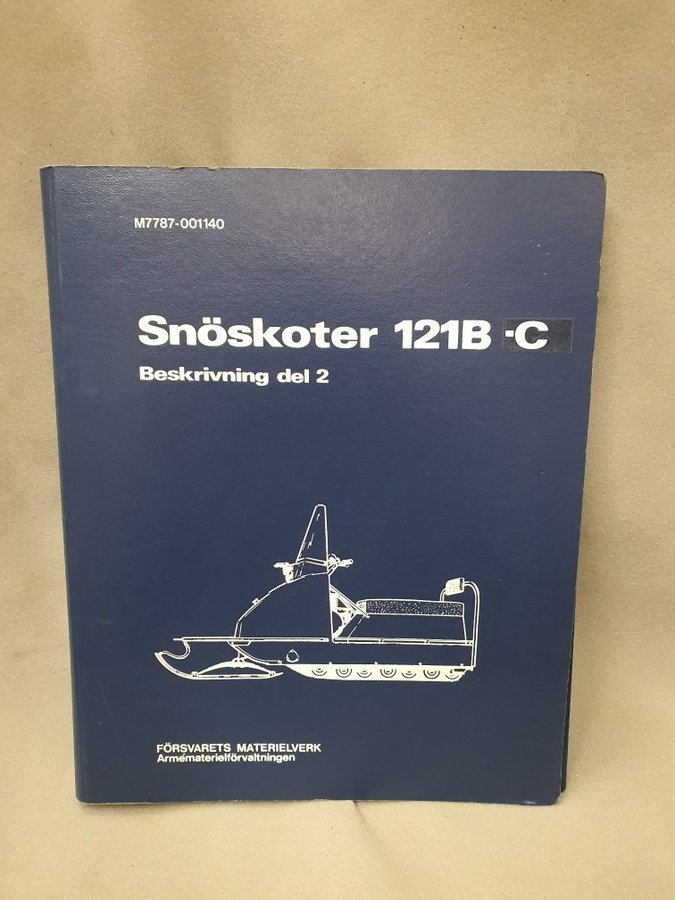 M7787-001140
Snöskoter 121B -C
Beskrivning del 2
FÖRSVARETS MATERIELVERK
Armématerielförvaltningen